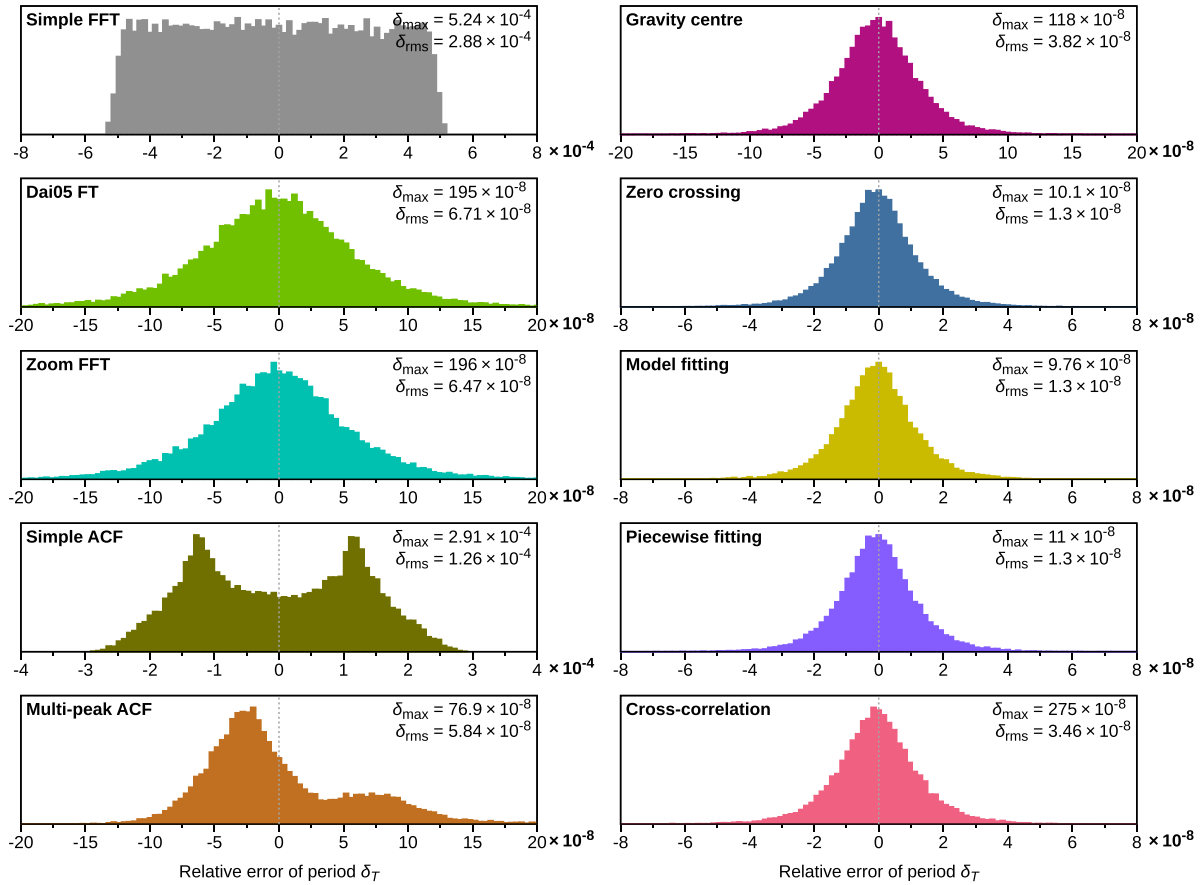 Simple FFT
δmax = 5.24 × 10-4
δrms = 2.88 × 10-4
-8 -6 -4 -2 0 2 4 6 8 × 10-4
Gravity centre
δmax = 118 × 10-8
δrms = 3.82 × 10-8
-20 -15 -10 -5 0 5 10 15 20 × 10-8
Dai05 FT
δmax = 195 × 10-8
δrms = 6.71 × 10-8
-20 -15 -10 -5 0 5 10 15 20 × 10-8
Zero crossing
δmax = 10.1 × 10-8
δrms = 1.3 × 10-8
-8 -6 -4 -2 0 2 4 6 8 × 10-8
Zoom FFT
δmax = 196 × 10-8
δrms = 6.47 × 10-8
-20 -15 -10 -5 0 5 10 15 20 × 10-8
Model fitting
δmax = 9.76 × 10-8
δrms = 1.3 × 10-8
-8 -6 -4 -2 0 2 4 6 8 × 10-8
Simple ACF
δmax = 2.91 × 10-4
δrms = 1.26 × 10-4
-4 -3 -2 -1 0 1 2 3 4 × 10-4
Piecewise fitting
δmax = 11 × 10-8
δrms = 1.3 × 10-8
-8 -6 -4 -2 0 2 4 6 8 × 10-8
Multi-peak ACF
δmax = 76.9 × 10-8
δrms = 5.84 × 10-8
-20 -15 -10 -5 0 5 10 15 20 × 10-8
Relative error of period δT
Cross-correlation
δmax = 275 × 10-8
δrms = 3.46 × 10-8
-8 -6 -4 -2 0 2 4 6 8 × 10-8
Relative error of period δT